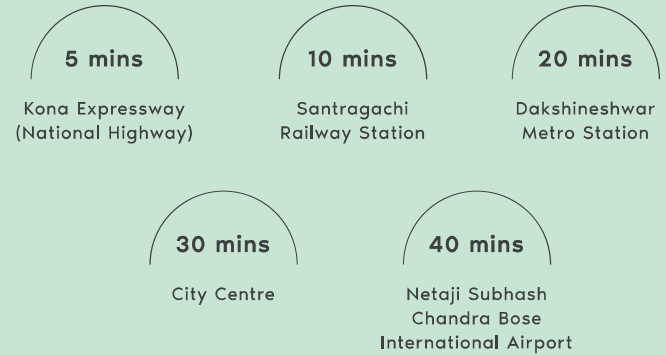 5 mins
Kona Expressway
(National Highway)
10 mins
Santragachi
Railway Station
20 mins
Dakshineshwar
Metro Station
30 mins
City Centre
40 mins
Netaji Subhash
Chandra Bose
International Airport